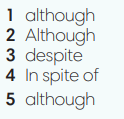 1 although
2 Although
3 despite
4 In spite of
5 although